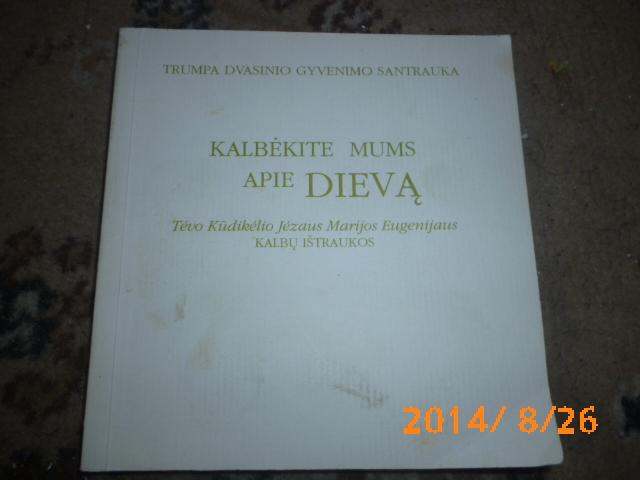 TRUMPA DVASINIO GYVENIMO SANTRAUKA
KALBĖKITE MUMS
APIE DIEVĄ
Tėvo Kūdikėlio Jėzaus Marijos Eugenijaus
KALBŲ IŠTRAUKOS
2014/ 8/26